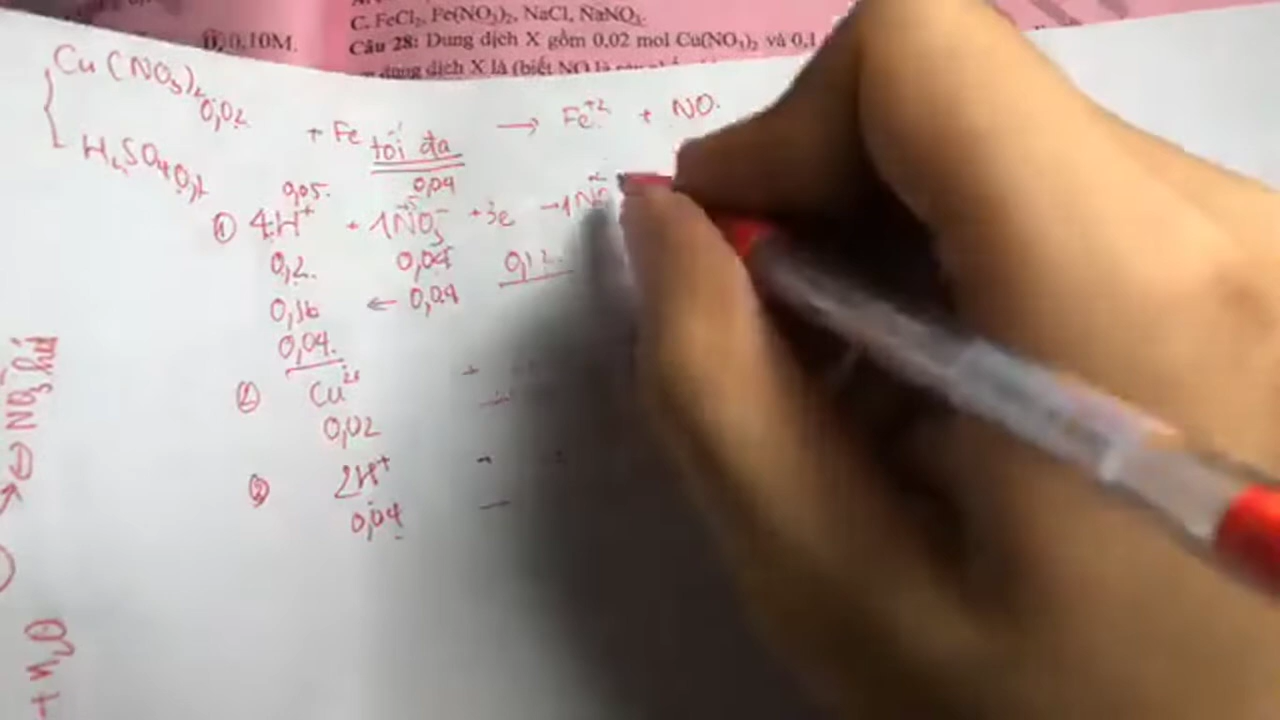 C. FeCl₂, Fe(NO₃)₂, NaCl, NaNO₃.
D. 0,10M.
Câu 28: Dung dịch X gồm 0,02 mol Cu(NO₃)₂ và 0,1
dung dịch X là (biết NO là
Cu(NO₃)₂ 0,02
H₂SO₄ 0,1
+ Fe tối đa → Fe⁺² + NO.
0,05. 0,04
① 4H⁺ + 1NO₃⁻ + 3e → 1NO
0,2. 0,04 0,12.
0,16 ← 0,04
0,04.
② Cu²⁺ +
0,02
③ 2H⁺
0,04
NO₃⁻ hết
+ H₂O